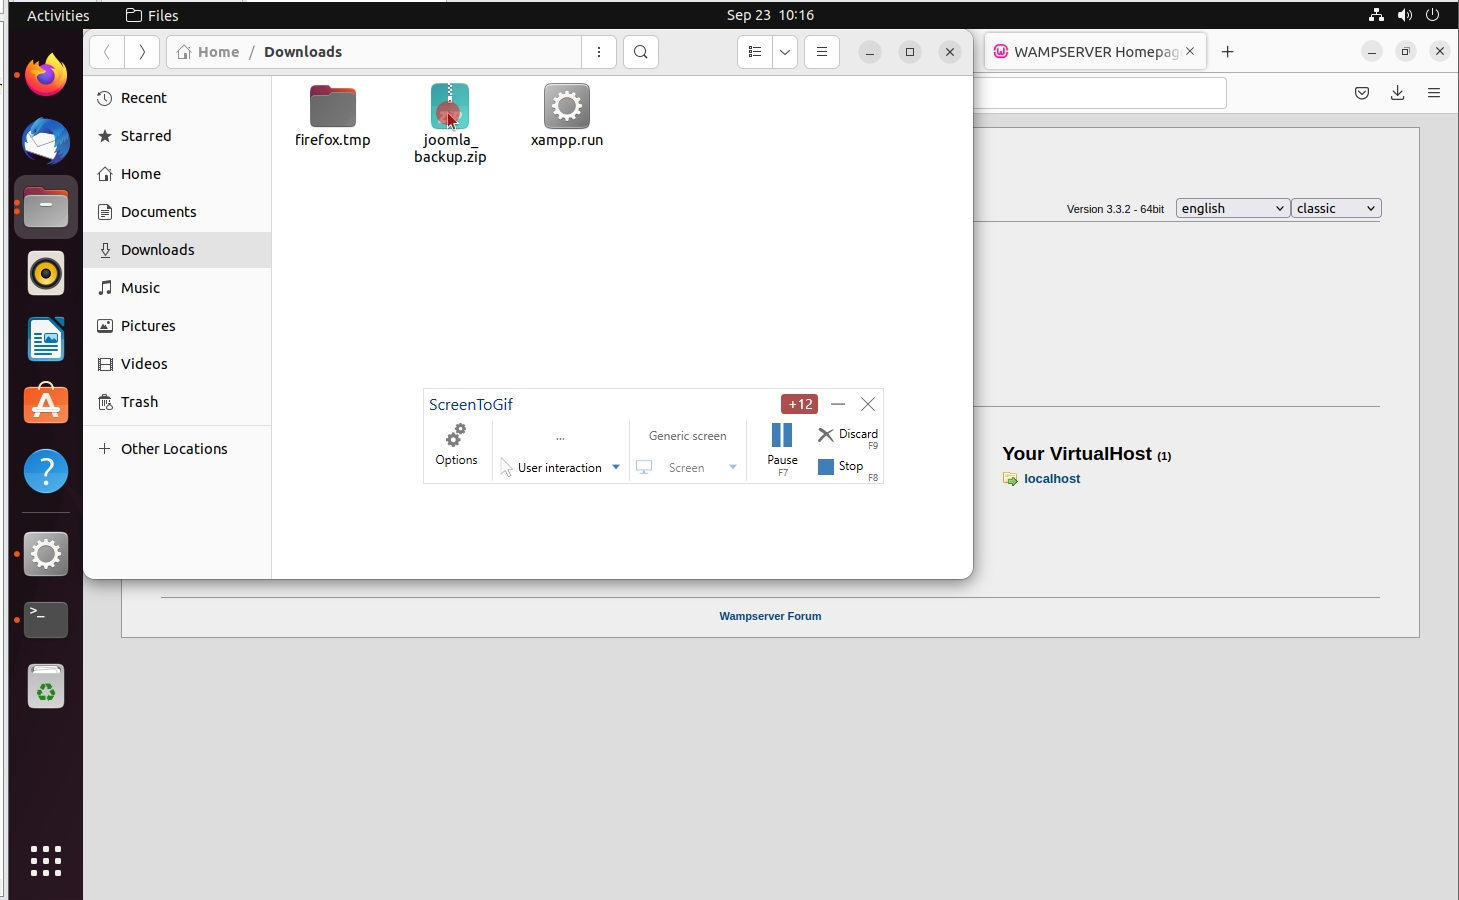 Activities
Files
Sep 23 10:16
Home / Downloads
WAMPSERVER Homepag
Recent
Starred
Home
Documents
Downloads
Music
Pictures
Videos
Trash
Other Locations
firefox.tmp
joomla_
backup.zip
xampp.run
Version 3.3.2 - 64bit
english
classic
ScreenToGif
+12
Options
...
User interaction
Generic screen
Screen
Pause
F7
Discard
F9
Stop
F8
Your VirtualHost (1)
localhost
Wampserver Forum